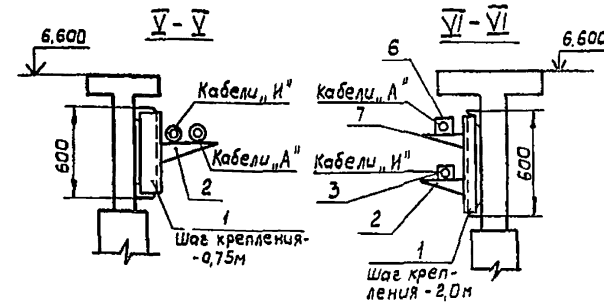 V - V
6,600
Кабели „И"
Кабели „А"
600
2
1
Шаг крепления-
-0,75м
VI - VI
6
6,600
Кабели „А"
7
Кабели „И"
3
600
2
1
Шаг креп-
ления - 2,0м